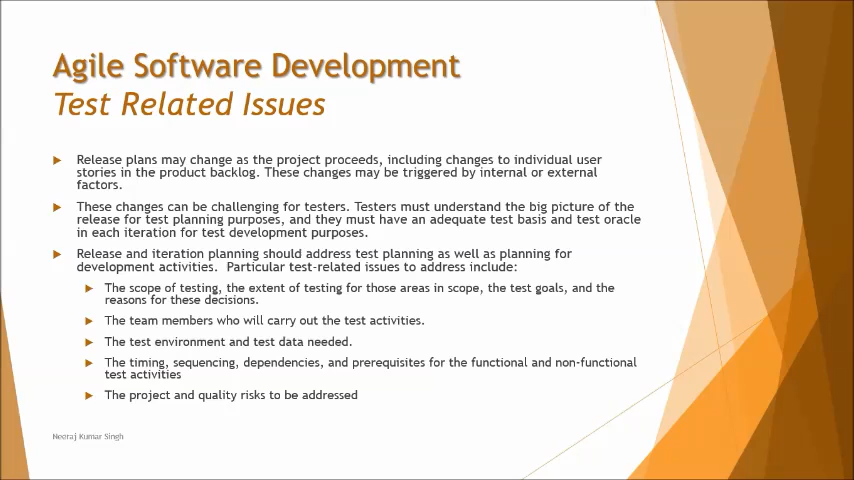 Agile Software Development
Test Related Issues
Release plans may change as the project proceeds, including changes to individual user
stories in the product backlog. These changes may be triggered by internal or external
factors.
These changes can be challenging for testers. Testers must understand the big picture of the
release for test planning purposes, and they must have an adequate test basis and test oracle
in each iteration for test development purposes.
Release and iteration planning should address test planning as well as planning for
development activities. Particular test-related issues to address include:
The scope of testing, the extent of testing for those areas in scope, the test goals, and the
reasons for these decisions.
The team members who will carry out the test activities.
The test environment and test data needed.
The timing, sequencing, dependencies, and prerequisites for the functional and non-functional
test activities
The project and quality risks to be addressed
Neeraj Kumar Singh